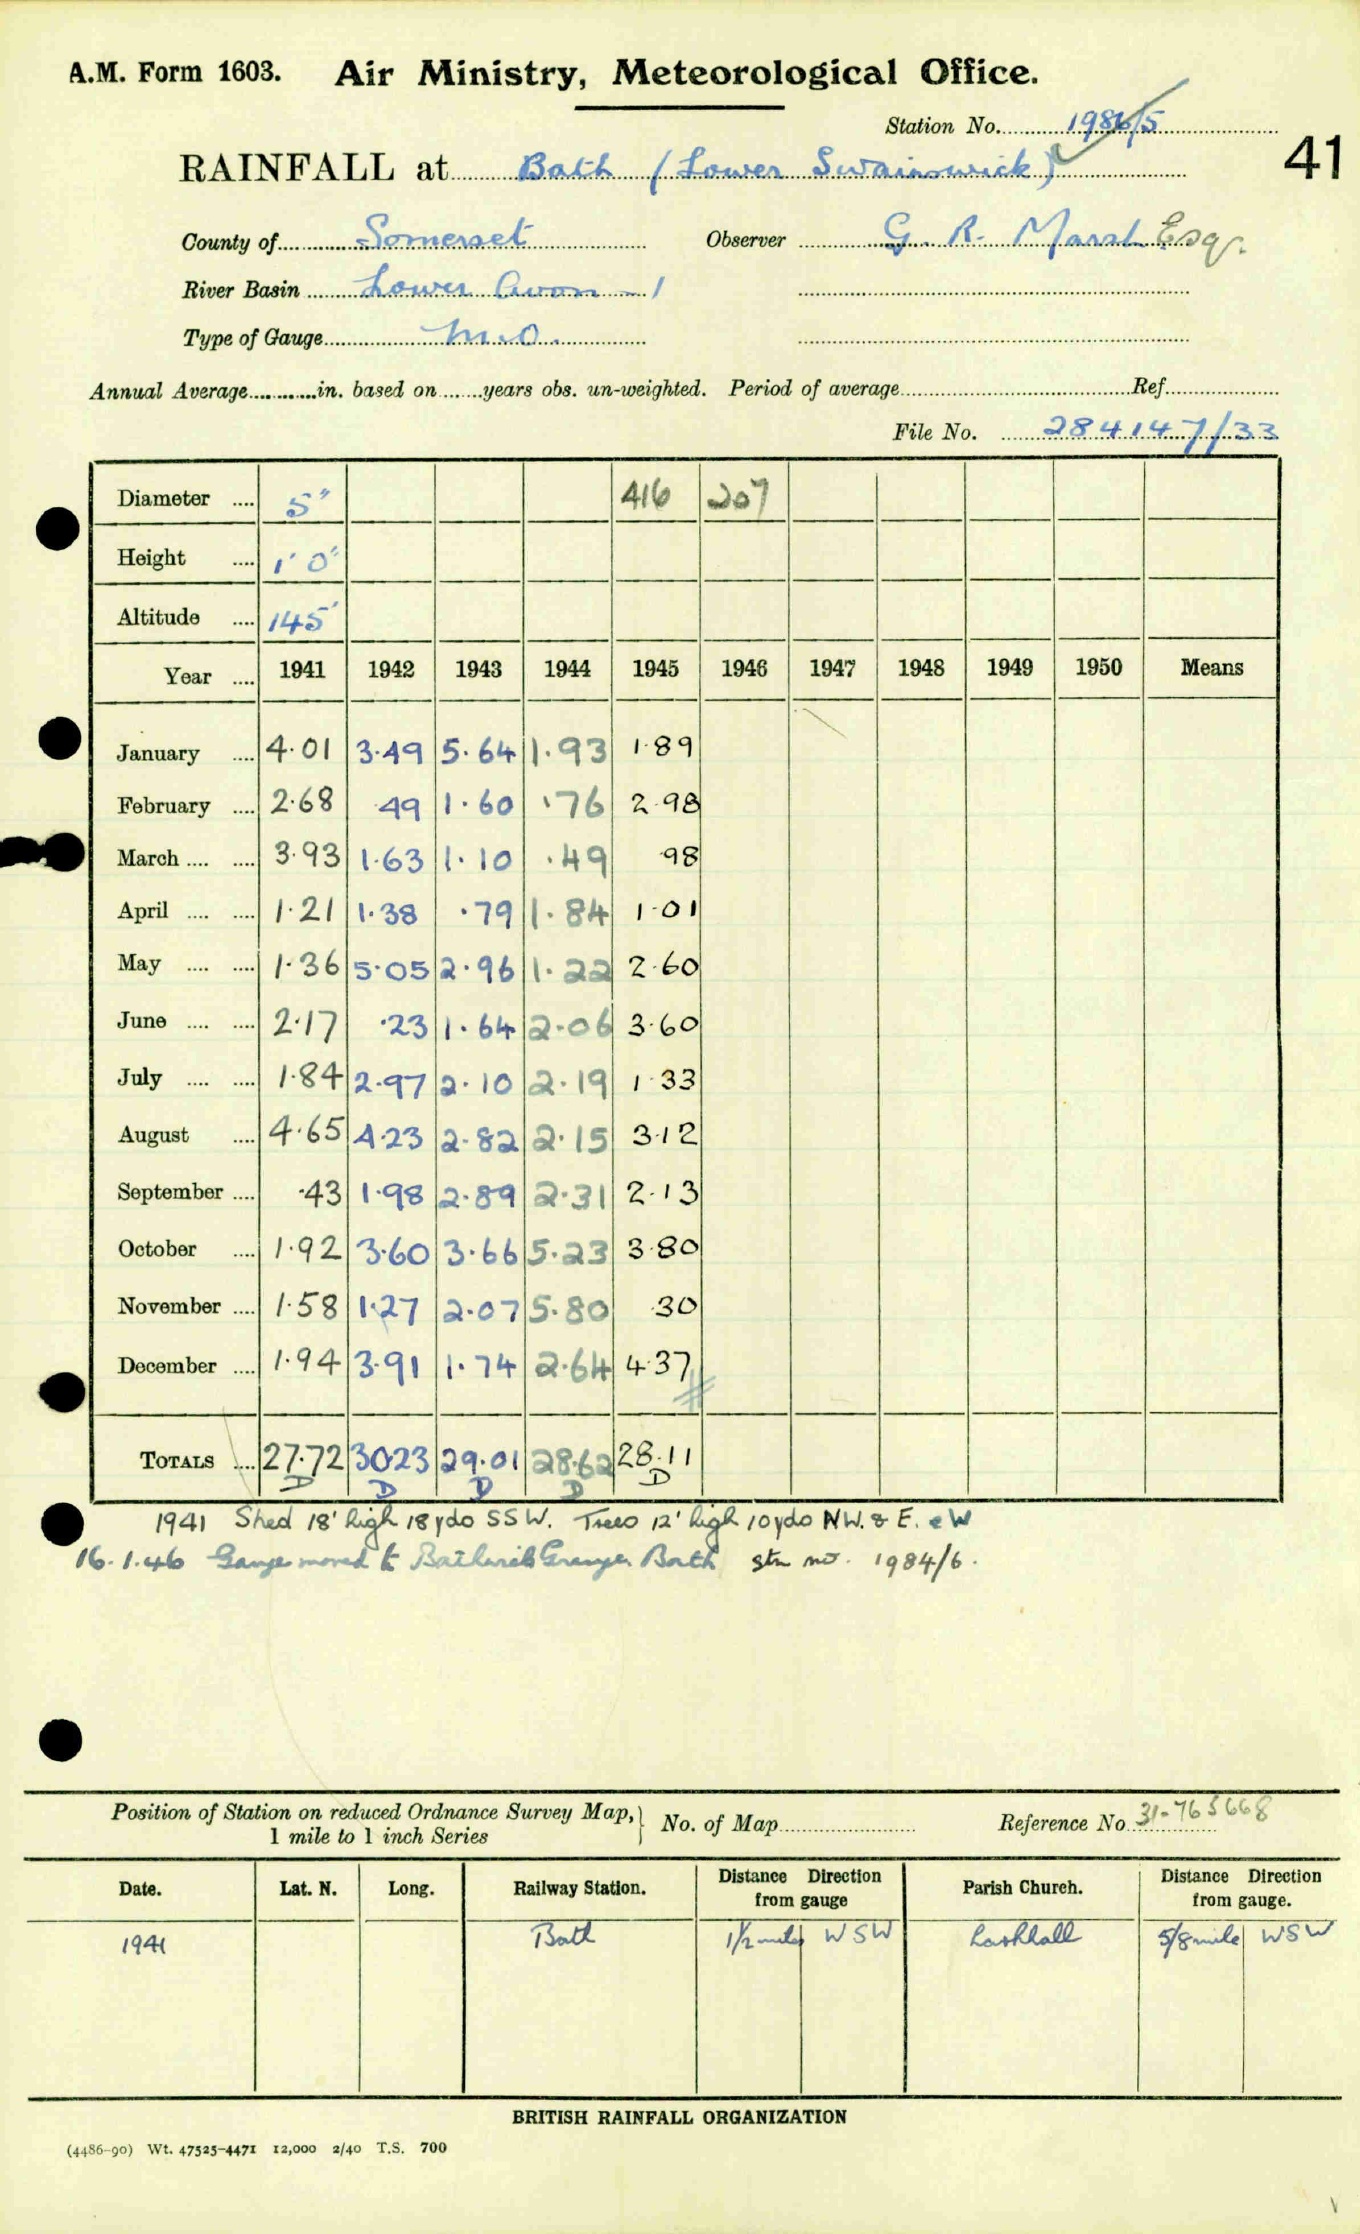 A.M. Form 1603. Air Ministry, Meteorological Office.
Station No. 1986/5
41
RAINFALL at Bath (Lower Swainswick)
County of Somerset Observer G. R. Marsh Esq.
River Basin Lower Avon - 1
Type of Gauge M.O.
Annual Average in. based on years obs. un-weighted. Period of average Ref.
File No. 284147/33
Diameter .... 5" 416 207
Height .... 1' 0"
Altitude .... 145'
Year .... 1941 1942 1943 1944 1945 1946 1947 1948 1949 1950 Means
January .... 4.01 3.49 5.64 1.93 1.89
February .... 2.68 .49 1.60 .76 2.98
March .... .... 3.93 1.63 1.10 .49 .98
April .... .... 1.21 1.38 .79 1.84 1.01
May .... .... 1.36 5.05 2.96 1.22 2.60
June .... .... 2.17 .23 1.64 2.06 3.60
July .... .... 1.84 2.97 2.10 2.19 1.33
August .... 4.65 4.23 2.82 2.15 3.12
September .... .43 1.98 2.89 2.31 2.13
October .... 1.92 3.60 3.66 5.23 3.80
November .... 1.58 1.27 2.07 5.80 .30
December .... 1.94 3.91 1.74 2.64 4.37
TOTALS .... 27.72 30.23 29.01 28.62 28.11
D D D D D
1941 Shed 18' high 18 yds SSW. Trees 12' high 10 yds NW. & E. & W
16.1.46 Gauge moved to Bath stn no. 1984/6.
Position of Station on reduced Ordnance Survey Map, } No. of Map Reference No. 31-765668
1 mile to 1 inch Series
Date. Lat. N. Long. Railway Station. Distance Direction from gauge Parish Church. Distance Direction from gauge.
1941 Bath 1½ miles WSW 5/8 mile WSW
BRITISH RAINFALL ORGANIZATION
(4486-90) Wt. 47525-4471 12,000 2/40 T.S. 700